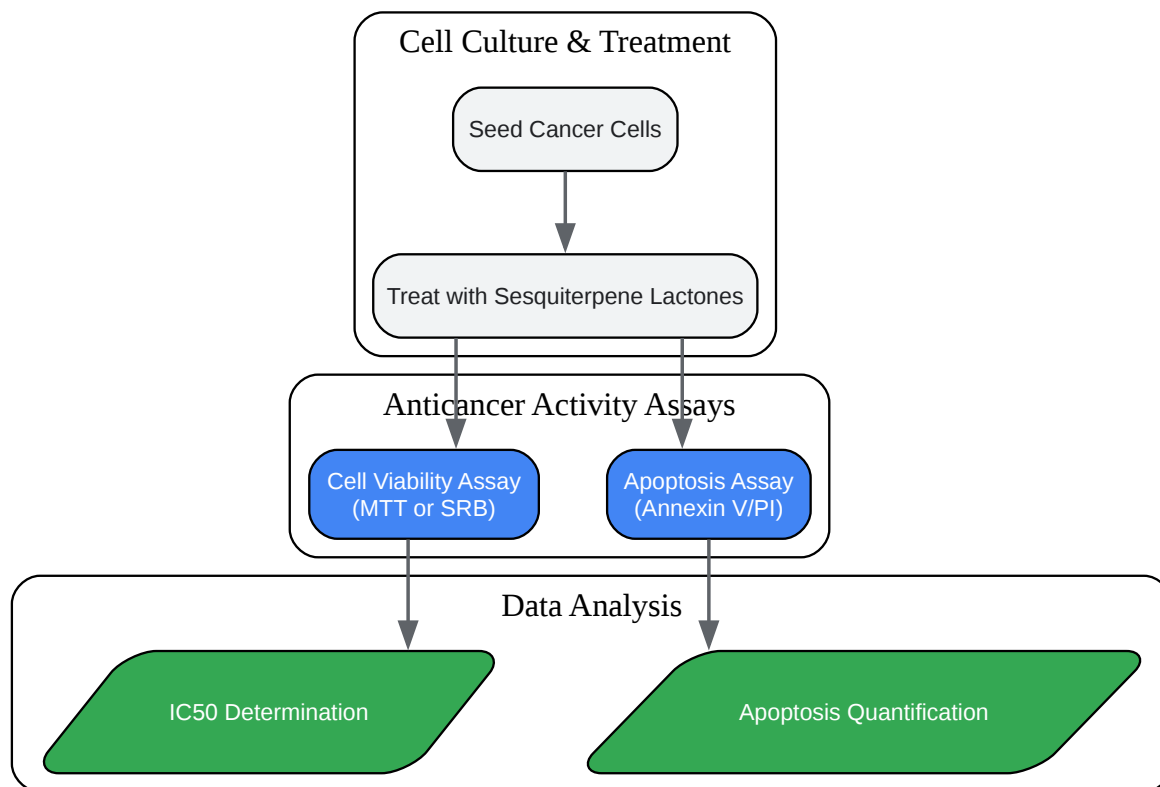 Cell Culture & Treatment
Seed Cancer Cells
Treat with Sesquiterpene Lactones
Anticancer Activity Assays
Cell Viability Assay
(MTT or SRB)
Apoptosis Assay
(Annexin V/PI)
Data Analysis
IC50 Determination
Apoptosis Quantification